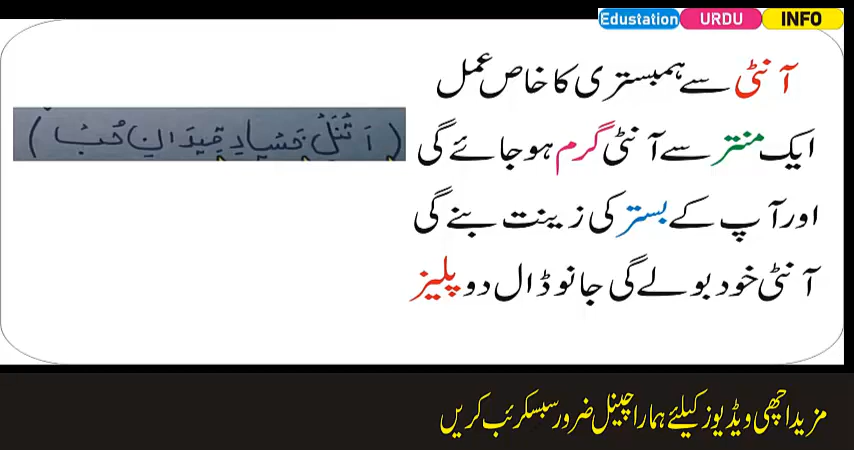 Edustation URDU INFO
آنٹی سے ہمبستری کا خاص عمل
ایک منتر سے آنٹی گرم ہو جائے گی
اور آپ کے بستر کی زینت بنے گی
آنٹی خود بولے گی جانو ڈال دو پلیز
مزید اچھی ویڈیوز کیلئے ہمارا چینل ضرور سبسکرائب کریں